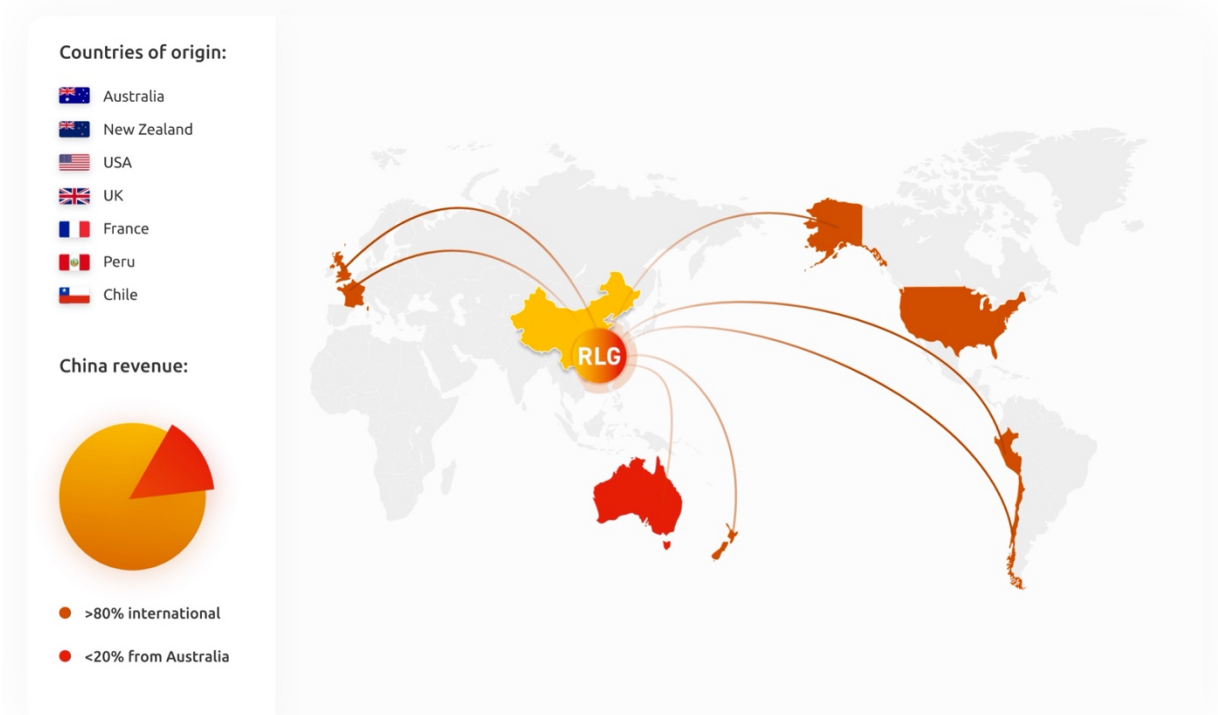 Countries of origin:
Australia
New Zealand
USA
UK
France
Peru
Chile
China revenue:
>80% international
<20% from Australia
RLG